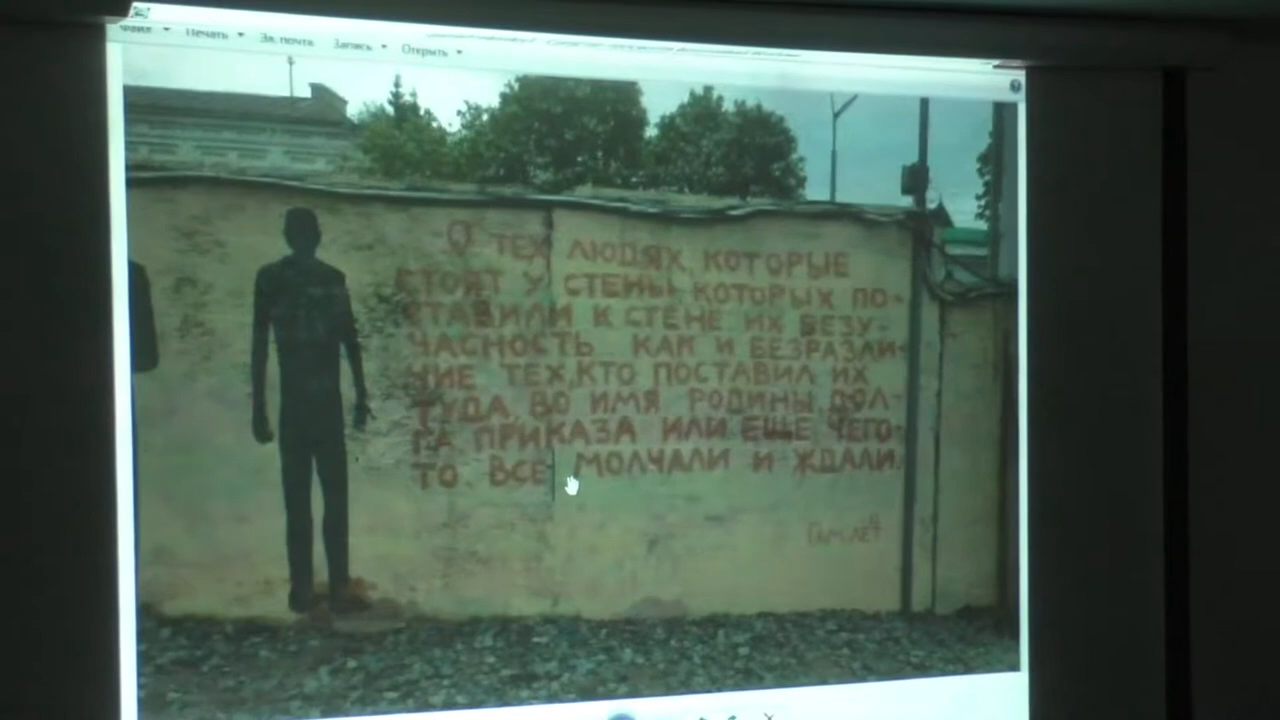 Файл Печать Эл. почта Запись Открыть
О ТЕХ ЛЮДЯХ, КОТОРЫЕ
СТОЯТ У СТЕНЫ КОТОРЫХ ПО-
СТАВИЛИ К СТЕНЕ ИХ БЕЗУ-
ЧАСНОСТЬ КАК И БЕЗРАЗЛИ-
ЧИЕ ТЕХ,КТО ПОСТАВИЛ ИХ
ТУДА ВО ИМЯ РОДИНЫ, ДОЛ-
ГА, ПРИКАЗА ИЛИ ЕЩЕ ЧЕГО-
ТО. ВСЕ МОЛЧАЛИ И ЖДАЛИ.
Гамлет